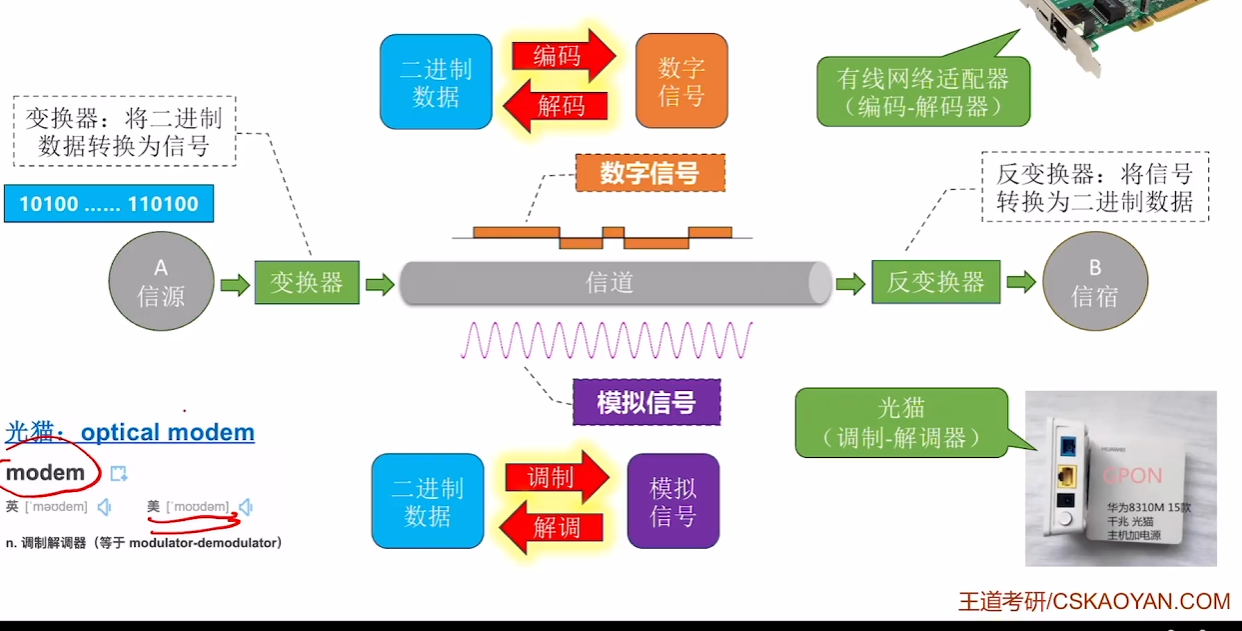 二进制
数据
编码
解码
数字
信号
有线网络适配器
（编码-解码器）
变换器：将二进制
数据转换为信号
数字信号
反变换器：将信号
转换为二进制数据
10100 …… 110100
A
信源
变换器
信道
反变换器
B
信宿
模拟信号
光猫
（调制-解调器）
光猫：optical modem
modem
英 [ˈməʊdem] 美 [ˈmoʊdəm]
n. 调制解调器（等于 modulator-demodulator）
二进制
数据
调制
解调
模拟
信号
HUAWEI
GPON
华为8310M 15款
千兆 光猫
主机加电源
王道考研/CSKAOYAN.COM